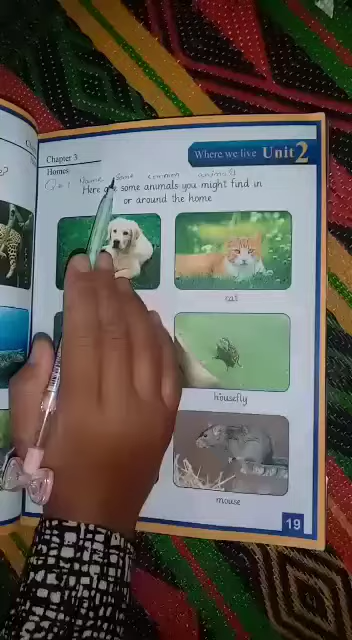 Chapter 3
Where we live Unit 2
Homes
Name some common animals
Here are some animals you might find in
or around the home
cat
housefly
mouse
19